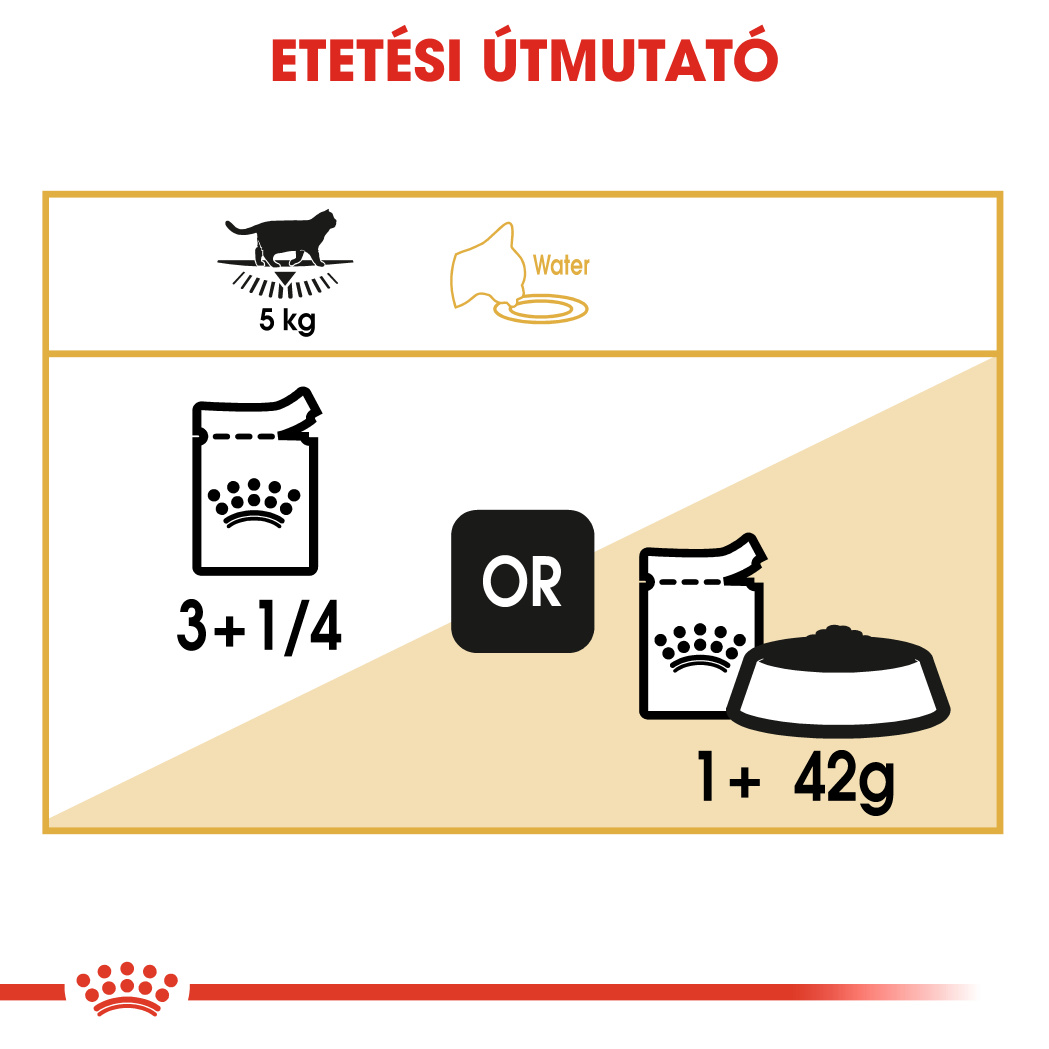 ETETÉSI ÚTMUTATÓ
Water
5 kg
OR
3+1/4
1+ 42g